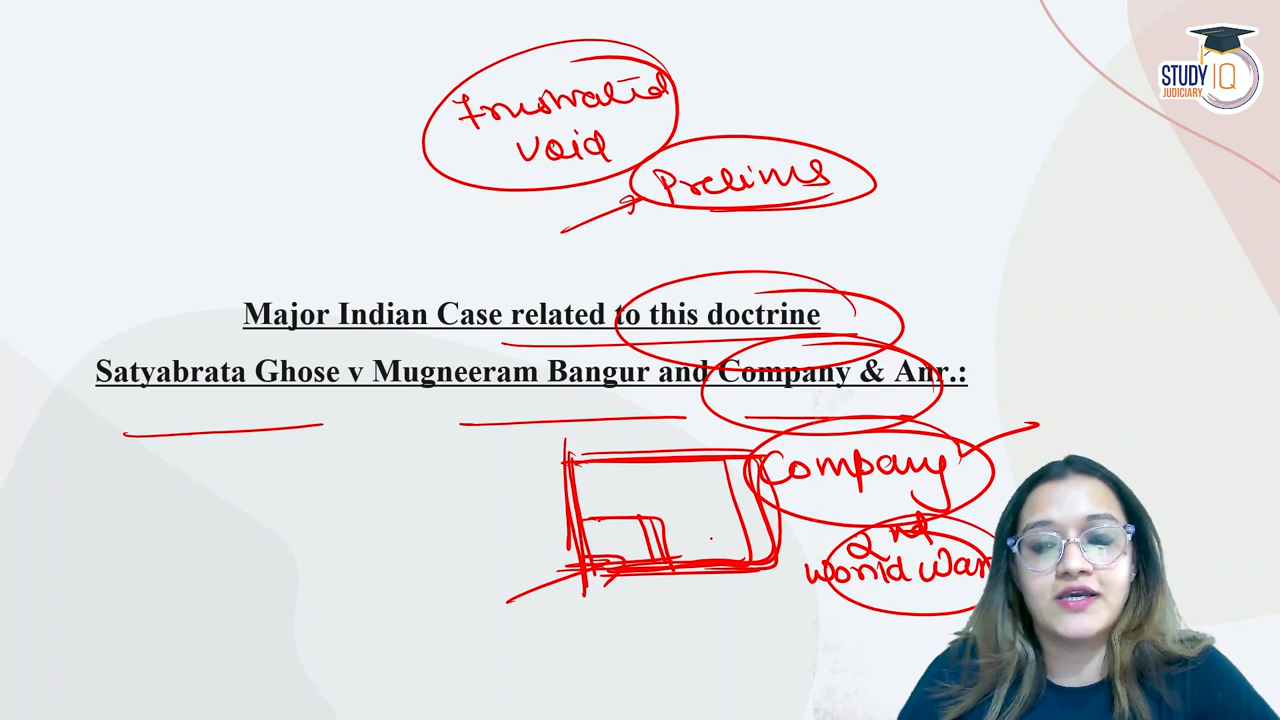 STUDY IQ
JUDICIARY
Frustrated
void
Prelims
Major Indian Case related to this doctrine
Satyabrata Ghose v Mugneeram Bangur and Company & Anr.:
Company
2nd
World War